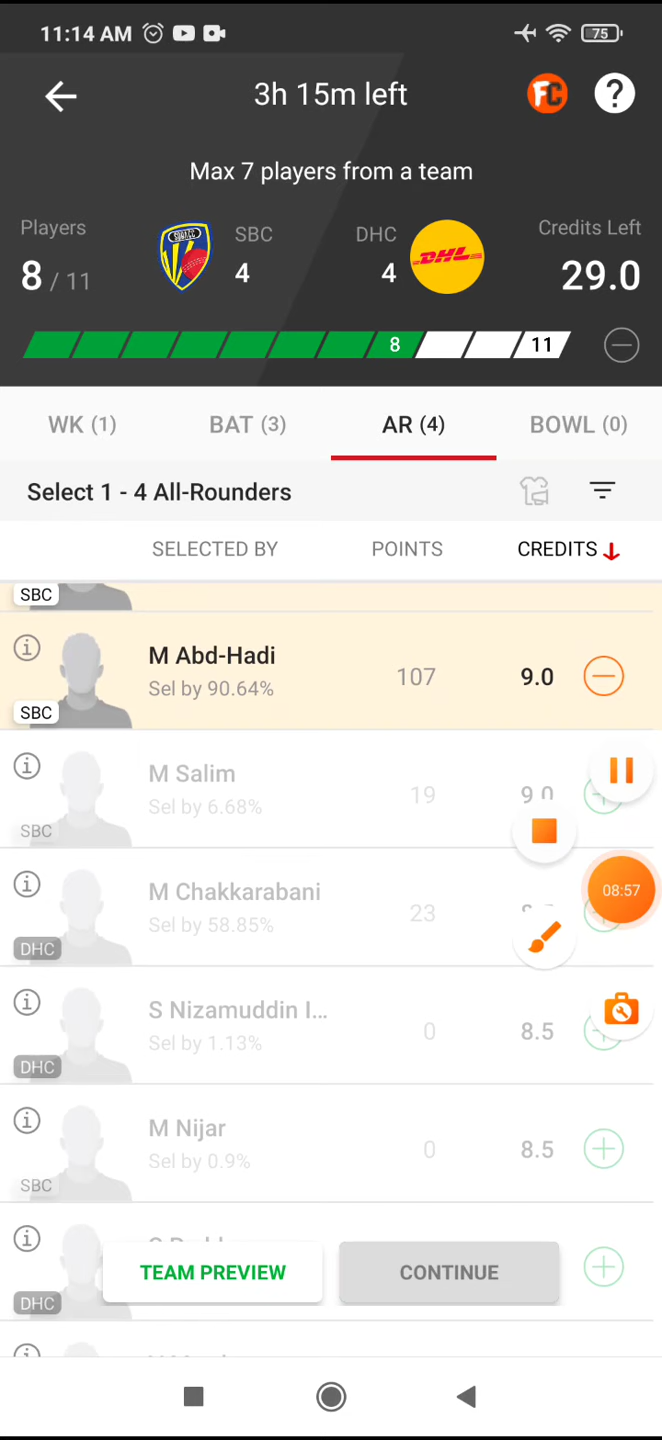 11:14 AM
75
3h 15m left
FC
?
Max 7 players from a team
Players
SBC
DHC
Credits Left
8 / 11
4
4
29.0
DHL
8
11
WK (1)
BAT (3)
AR (4)
BOWL (0)
Select 1 - 4 All-Rounders
SELECTED BY
POINTS
CREDITS
SBC
M Abd-Hadi
Sel by 90.64%
107
9.0
SBC
M Salim
Sel by 6.68%
19
9.0
SBC
M Chakkarabani
Sel by 58.85%
23
DHC
08:57
S Nizamuddin I...
Sel by 1.13%
0
8.5
DHC
M Nijar
Sel by 0.9%
0
8.5
SBC
DHC
TEAM PREVIEW
CONTINUE